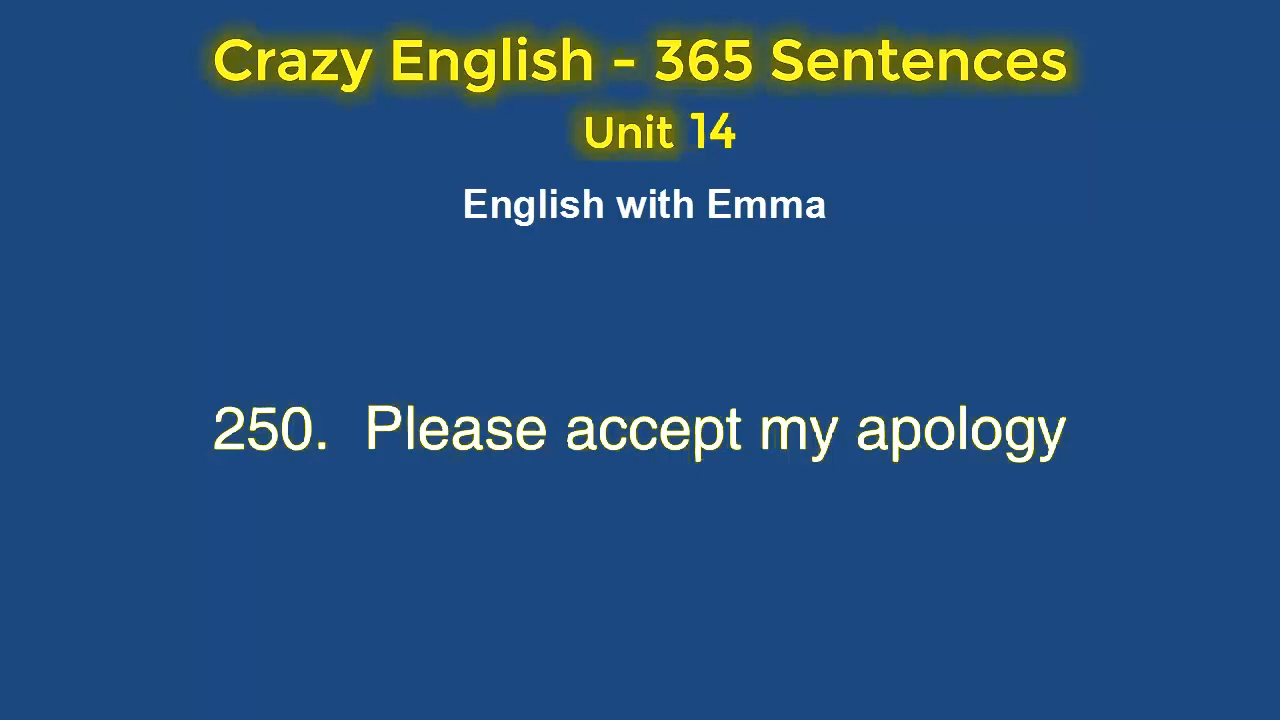 Crazy English - 365 Sentences
Unit 14
English with Emma
250. Please accept my apology